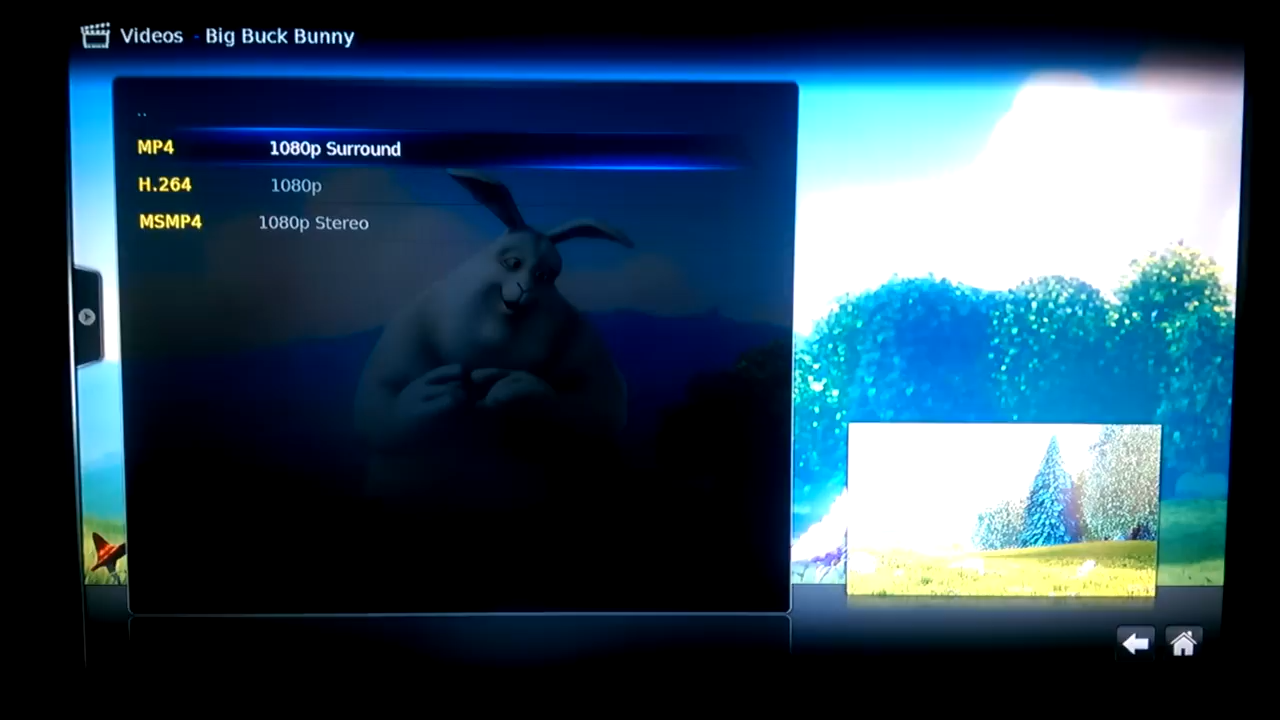 Videos - Big Buck Bunny
..
MP4 1080p Surround
H.264 1080p
MSMP4 1080p Stereo